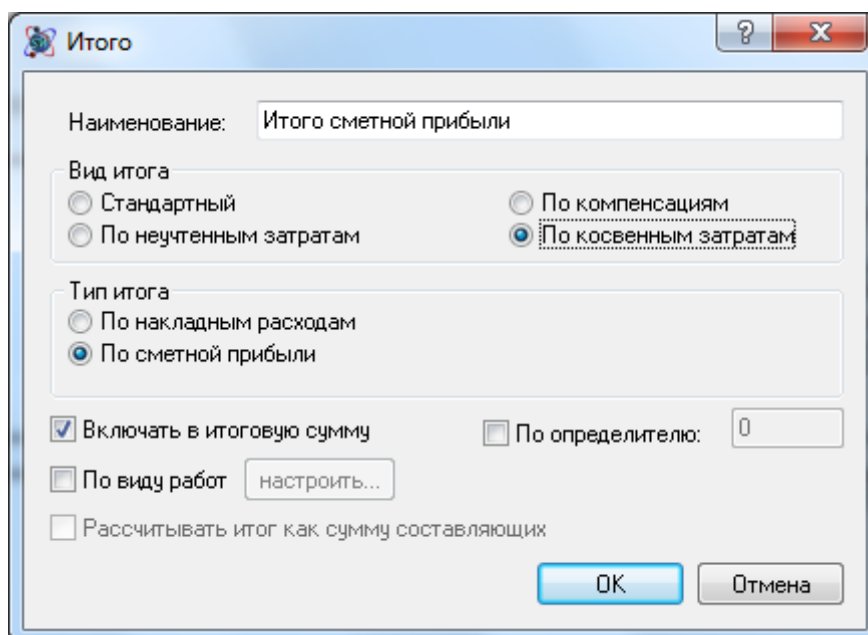 Итого
Наименование: Итого сметной прибыли
Вид итога
Стандартный По компенсациям
По неучтенным затратам По косвенным затратам
Тип итога
По накладным расходам
По сметной прибыли
Включать в итоговую сумму По определителю: 0
По виду работ настроить...
Рассчитывать итог как сумму составляющих
OK Отмена